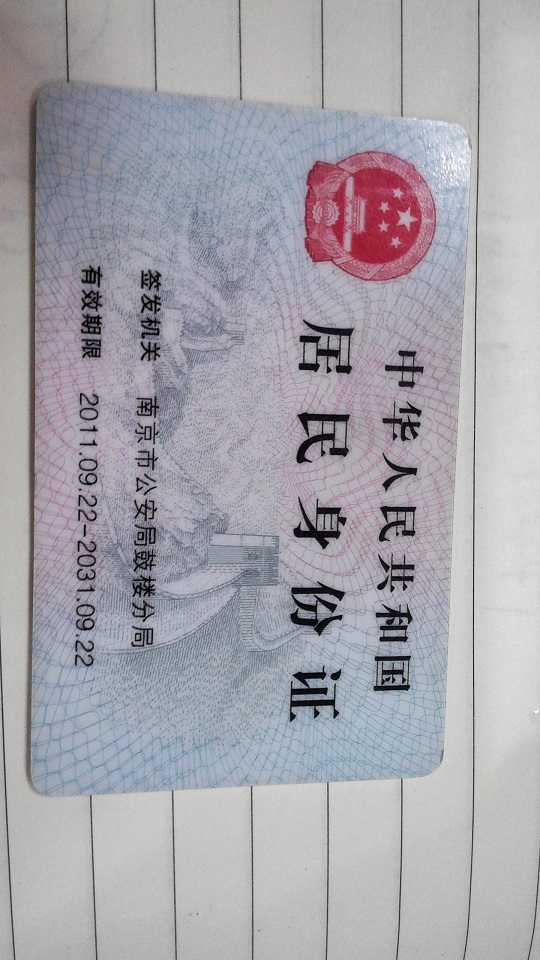 中华人民共和国
居民身份证
签发机关 南京市公安局鼓楼分局
有效期限 2011.09.22-2031.09.22